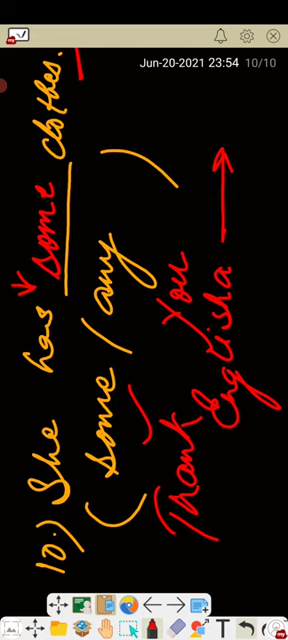 Jun-20-2021 23:54 10/10
10.) She has some clothes.
(some / any)
Thank You
English a
T